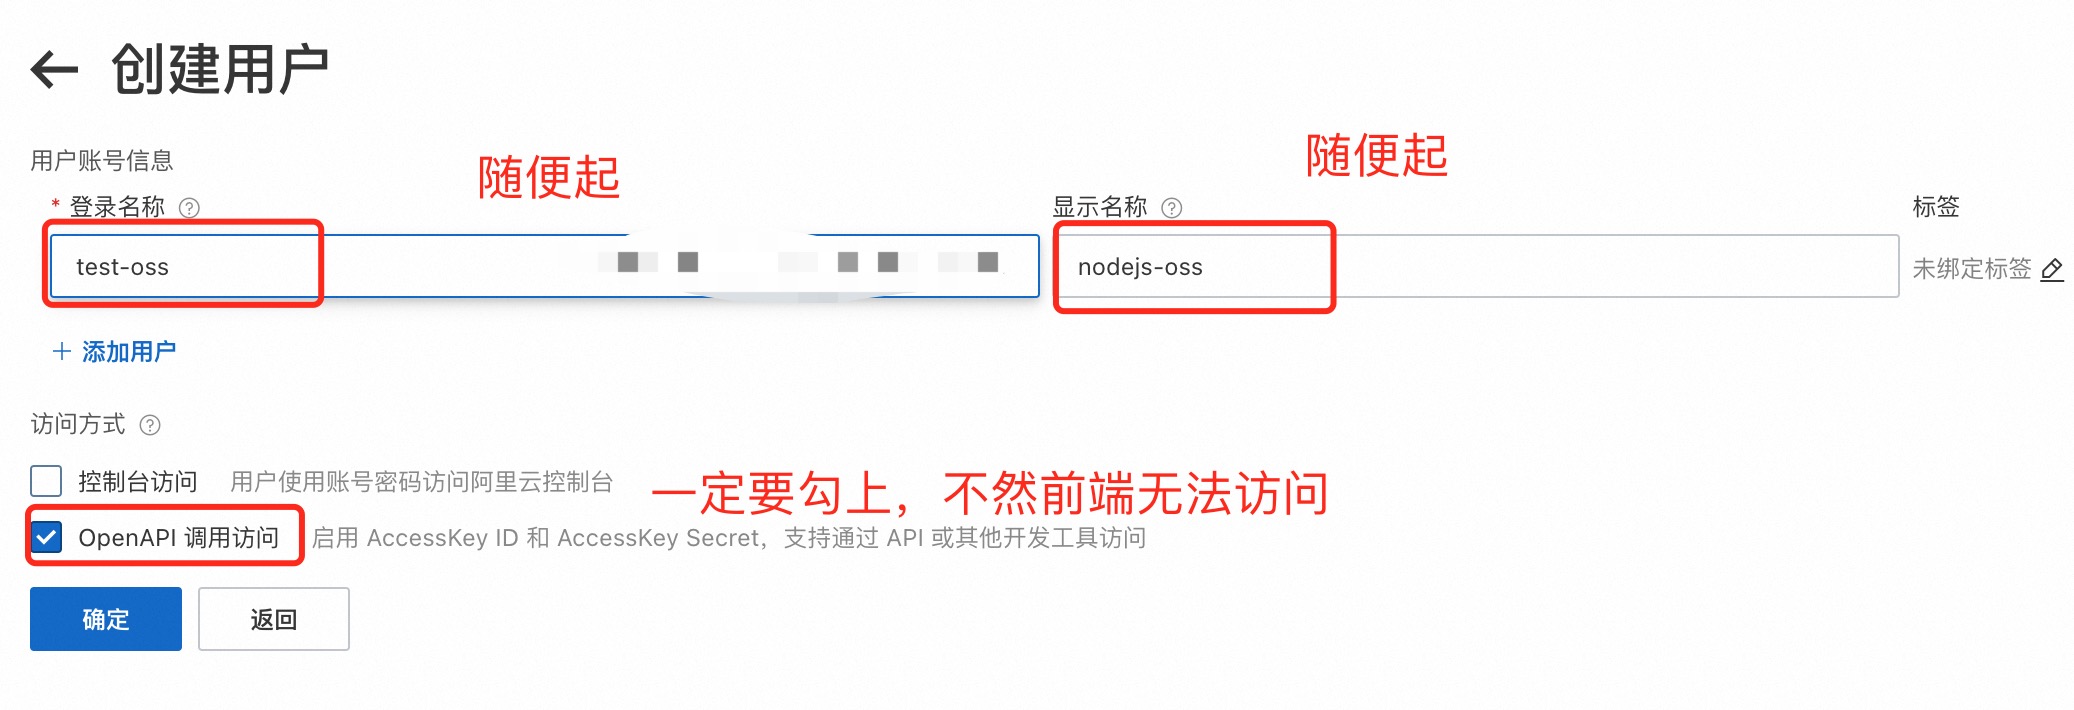 创建用户
用户账号信息
随便起
随便起
* 登录名称 ?
显示名称 ?
标签
test-oss
nodejs-oss
未绑定标签
+ 添加用户
访问方式 ?
控制台访问 用户使用账号密码访问阿里云控制台
一定要勾上，不然前端无法访问
OpenAPI 调用访问 启用 AccessKey ID 和 AccessKey Secret，支持通过 API 或其他开发工具访问
确定 返回